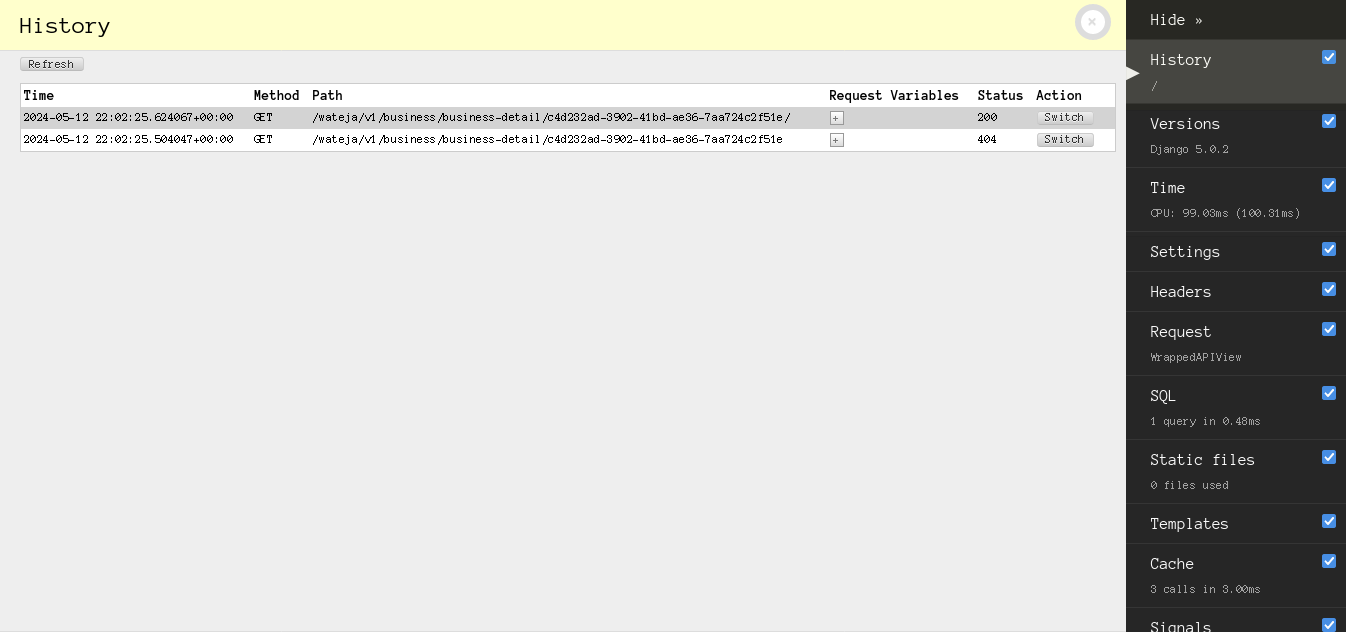 History
×
Refresh
Time Method Path Request Variables Status Action
2024-05-12 22:02:25.624067+00:00 GET /wateja/v1/business/business-detail/c4d232ad-3902-41bd-ae36-7aa724c2f51e/ + 200 Switch
2024-05-12 22:02:25.504047+00:00 GET /wateja/v1/business/business-detail/c4d232ad-3902-41bd-ae36-7aa724c2f51e + 404 Switch
Hide »
History
/
Versions
Django 5.0.2
Time
CPU: 99.03ms (100.31ms)
Settings
Headers
Request
WrappedAPIView
SQL
1 query in 0.48ms
Static files
0 files used
Templates
Cache
3 calls in 3.00ms
Signals